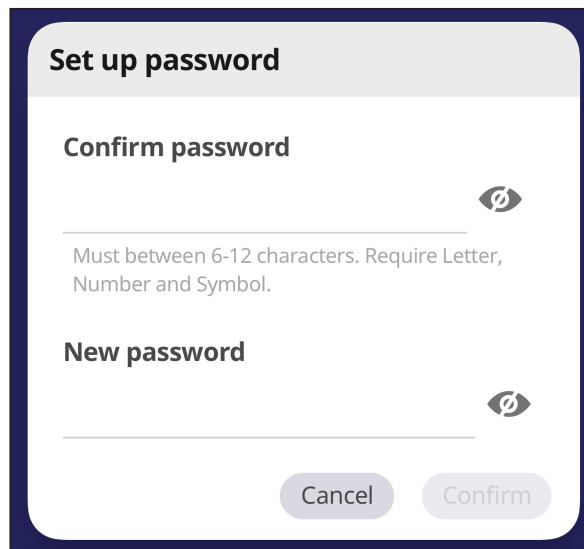 Set up password
Confirm password
Must between 6-12 characters. Require Letter,
Number and Symbol.
New password
Cancel
Confirm